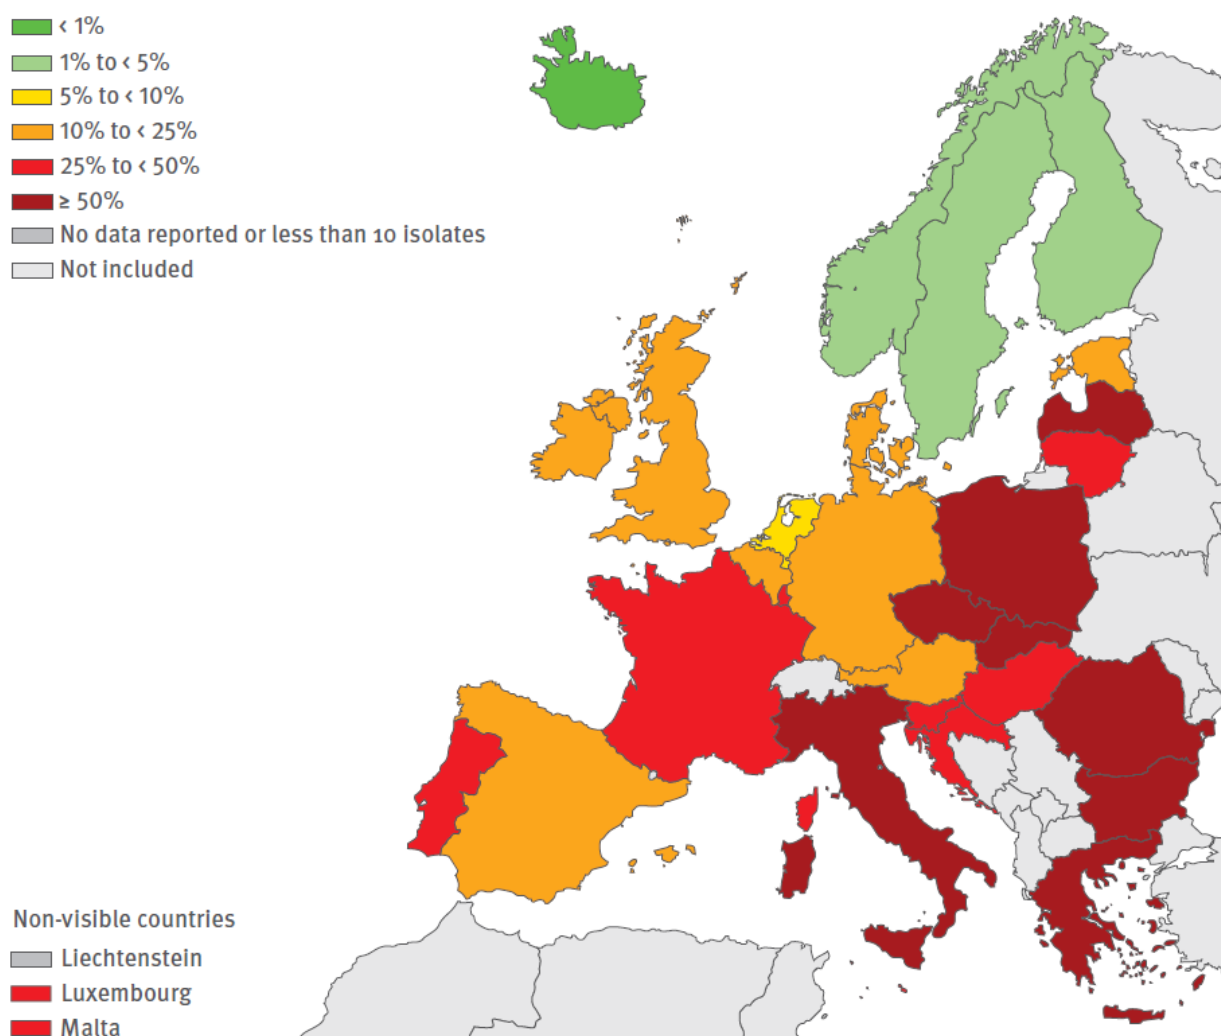 < 1%
1% to < 5%
5% to < 10%
10% to < 25%
25% to < 50%
≥ 50%
No data reported or less than 10 isolates
Not included
Non-visible countries
Liechtenstein
Luxembourg
Malta